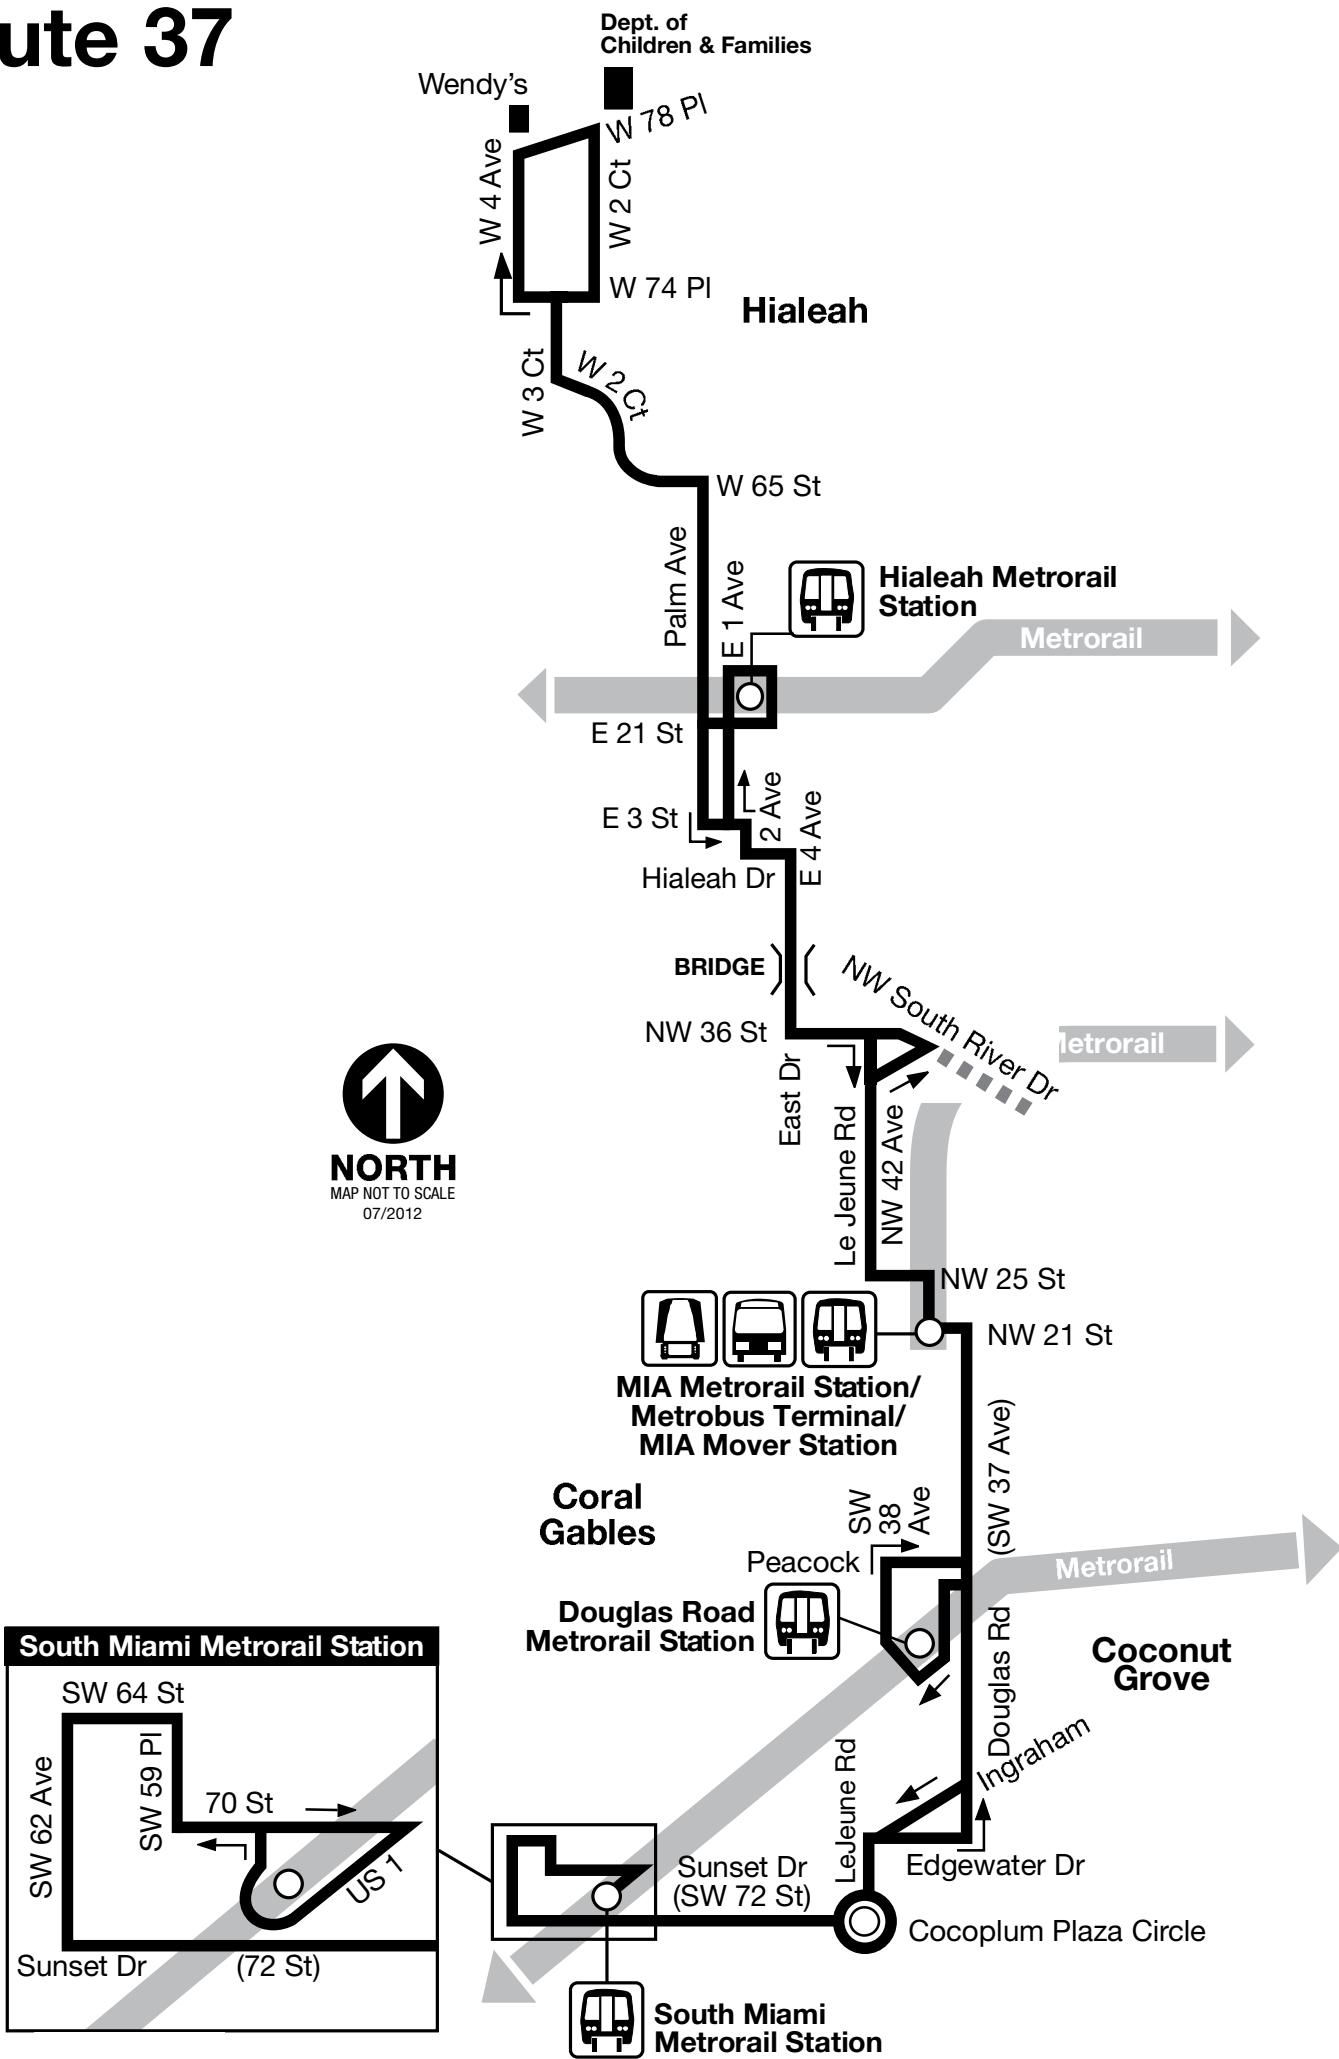 ute 37
Dept. of
Children & Families
Wendy's
W 78 Pl
W 4 Ave
W 2 Ct
W 74 Pl
Hialeah
W 3 Ct
W 2 Ct
W 65 St
Palm Ave
E 1 Ave
Hialeah Metrorail
Station
Metrorail
E 21 St
E 3 St
2 Ave
E 4 Ave
Hialeah Dr
BRIDGE
NW South River Dr
NW 36 St
etrorail
East Dr
Le Jeune Rd
NW 42 Ave
NORTH
MAP NOT TO SCALE
07/2012
NW 25 St
NW 21 St
MIA Metrorail Station/
Metrobus Terminal/
MIA Mover Station
(SW 37 Ave)
Coral
Gables
SW
38
Ave
Peacock
Metrorail
Douglas Road
Metrorail Station
Douglas Rd
Coconut
Grove
Ingraham
LeJeune Rd
Edgewater Dr
Sunset Dr
(SW 72 St)
Cocoplum Plaza Circle
South Miami
Metrorail Station
South Miami Metrorail Station
SW 64 St
SW 62 Ave
SW 59 Pl
70 St
US 1
Sunset Dr
(72 St)